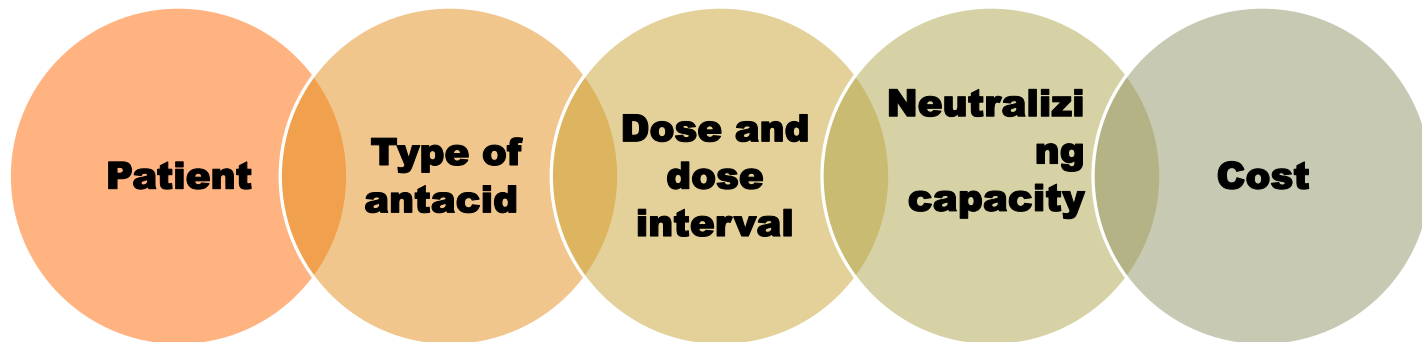 Patient
Type of
antacid
Dose and
dose
interval
Neutralizi
ng
capacity
Cost